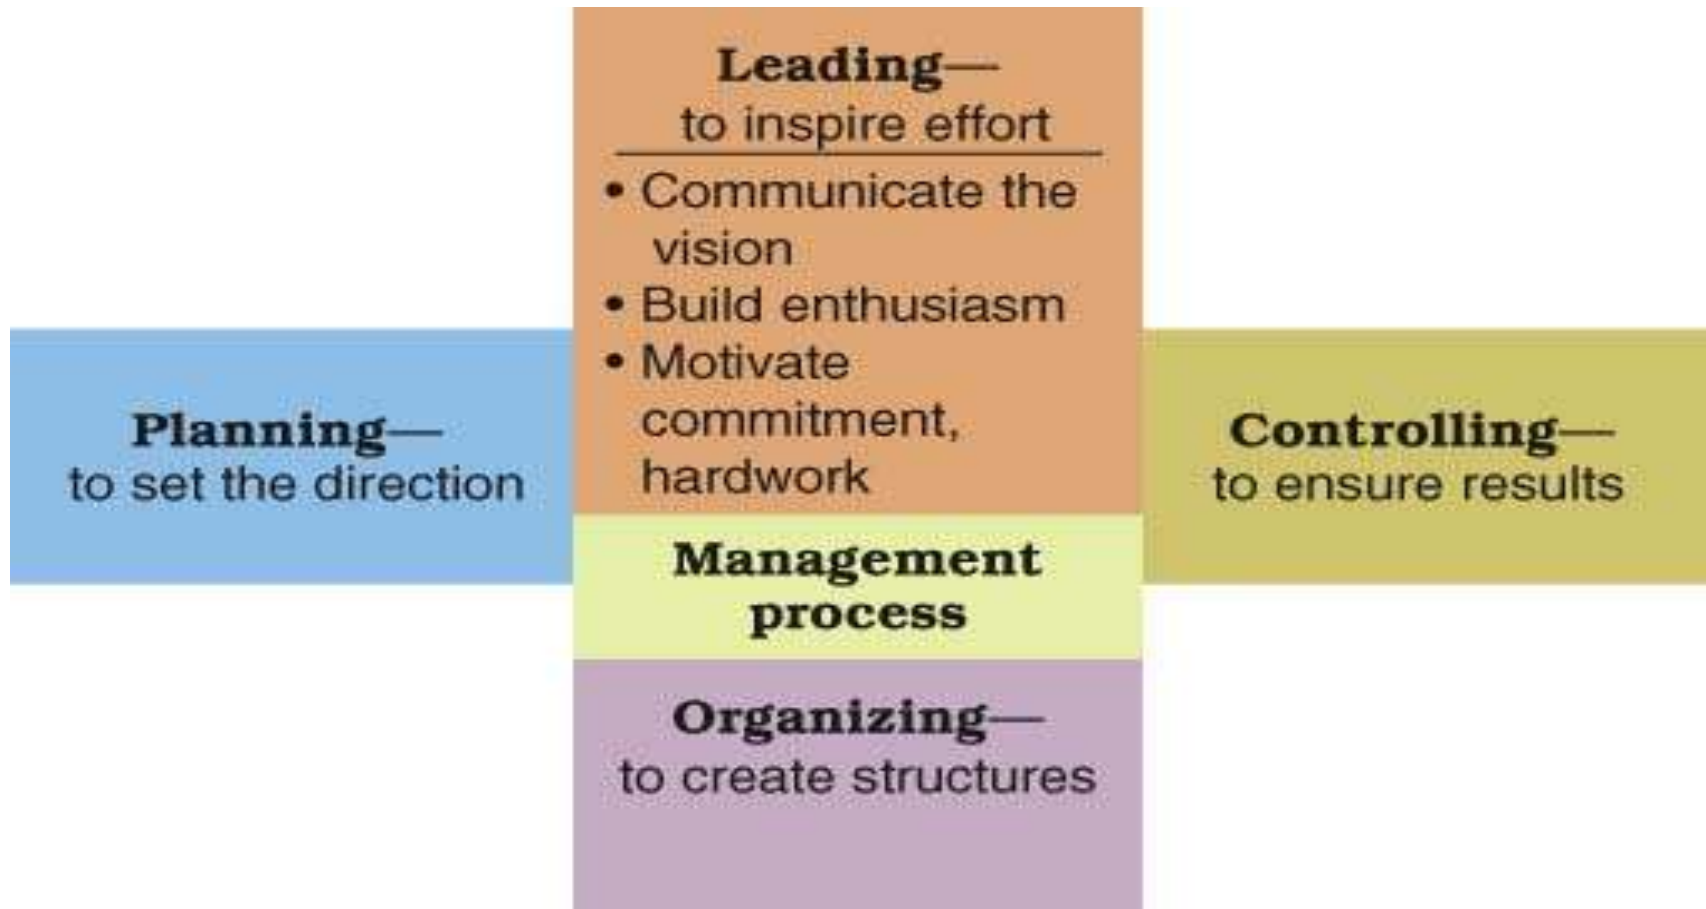 Leading—
to inspire effort
• Communicate the
vision
• Build enthusiasm
• Motivate
commitment,
hardwork
Planning—
to set the direction
Controlling—
to ensure results
Management
process
Organizing—
to create structures